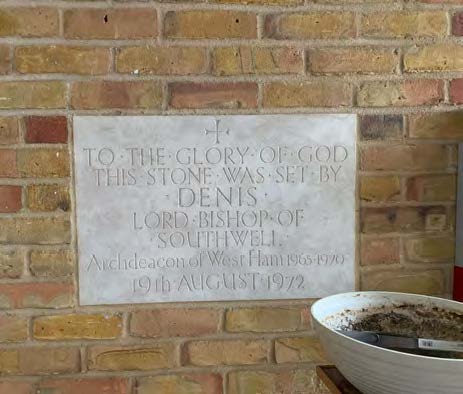 TO · THE · GLORY · OF · GOD
THIS · STONE · WAS · SET · BY
· DENIS ·
LORD · BISHOP · OF
SOUTHWELL
Archdeacon of West Ham 1965-1970
19th · AUGUST · 1972